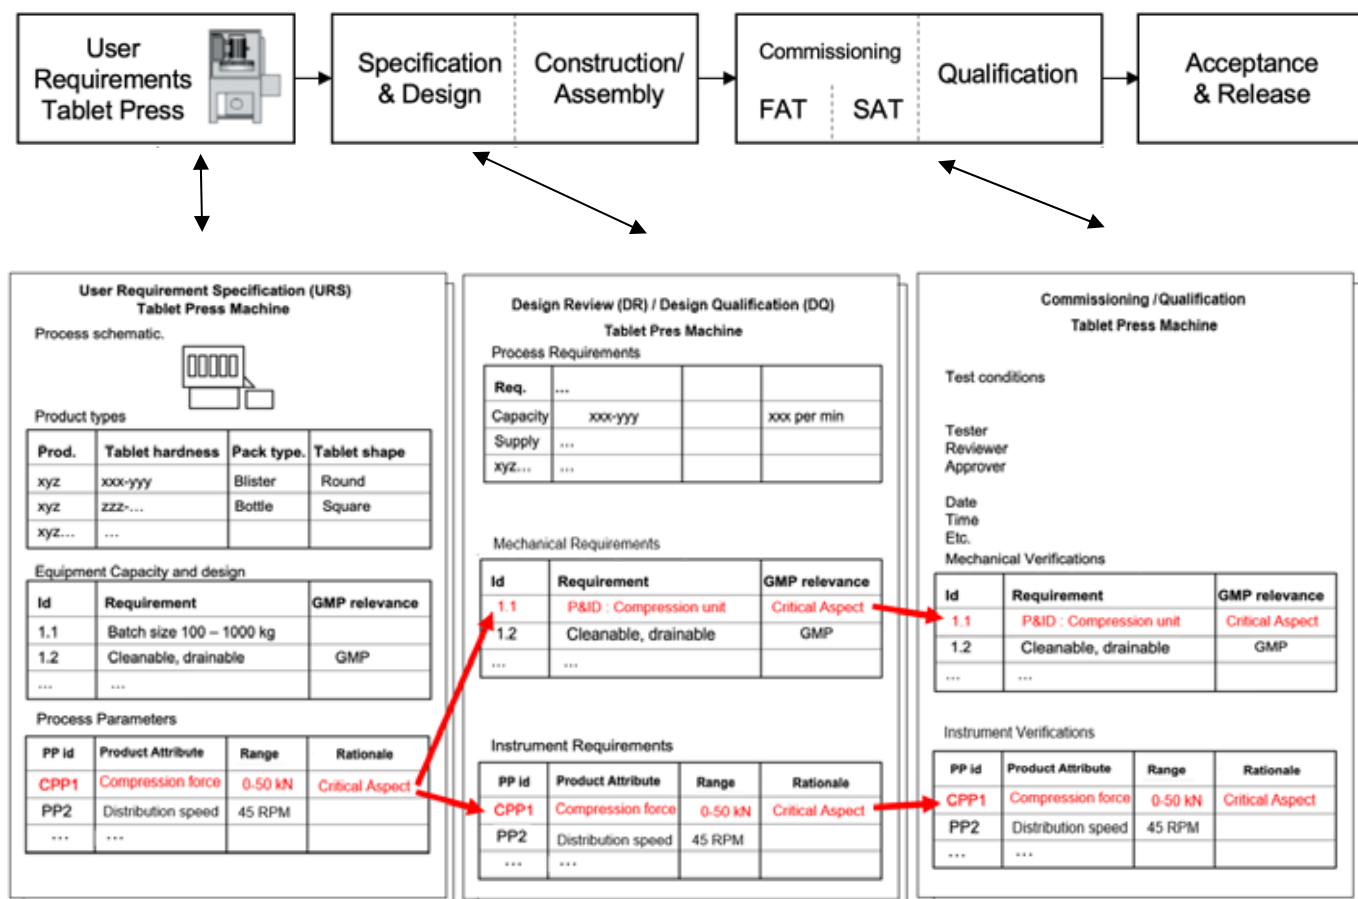 User
Requirements
Tablet Press
Specification
& Design
Construction/
Assembly
Commissioning
FAT
SAT
Qualification
Acceptance
& Release
User Requirement Specification (URS)
Tablet Press Machine
Process schematic.
Product types
Prod. Tablet hardness Pack type. Tablet shape
xyz xxx-yyy Blister Round
xyz zzz-... Bottle Square
xyz... ...
Equipment Capacity and design
Id Requirement GMP relevance
1.1 Batch size 100 – 1000 kg
1.2 Cleanable, drainable GMP
... ...
Process Parameters
PP id Product Attribute Range Rationale
CPP1 Compression force 0-50 kN Critical Aspect
PP2 Distribution speed 45 RPM
... ...
Design Review (DR) / Design Qualification (DQ)
Tablet Pres Machine
Process Requirements
Req. ...
Capacity xxx-yyy xxx per min
Supply ...
xyz... ...
Mechanical Requirements
Id Requirement GMP relevance
1.1 P&ID : Compression unit Critical Aspect
1.2 Cleanable, drainable GMP
... ...
Instrument Requirements
PP id Product Attribute Range Rationale
CPP1 Compression force 0-50 kN Critical Aspect
PP2 Distribution speed 45 RPM
... ...
Commissioning /Qualification
Tablet Press Machine
Test conditions
Tester
Reviewer
Approver
Date
Time
Etc.
Mechanical Verifications
Id Requirement GMP relevance
1.1 P&ID : Compression unit Critical Aspect
1.2 Cleanable, drainable GMP
... ...
Instrument Verifications
PP id Product Attribute Range Rationale
CPP1 Compression force 0-50 kN Critical Aspect
PP2 Distribution speed 45 RPM
... ...